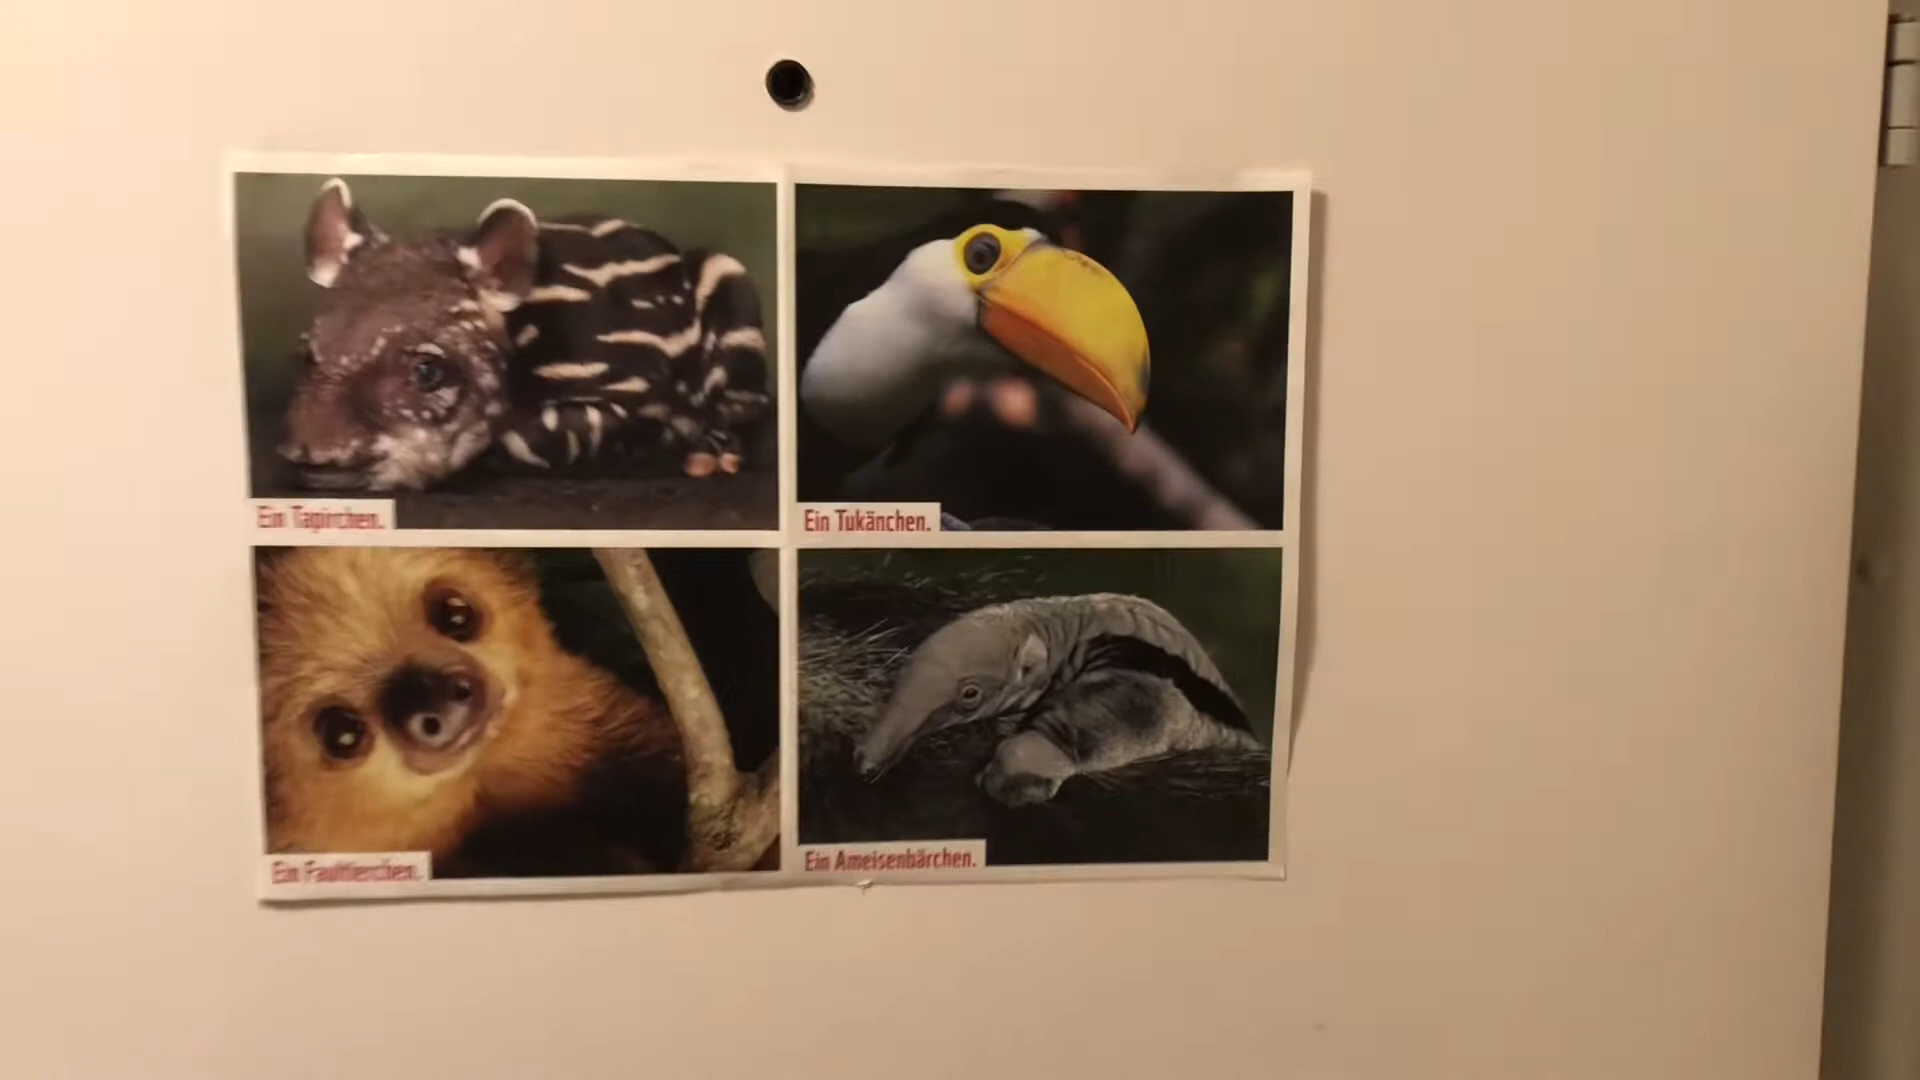 Ein Tapirchen.
Ein Tukänchen.
Ein Faultierchen.
Ein Ameisenbärchen.